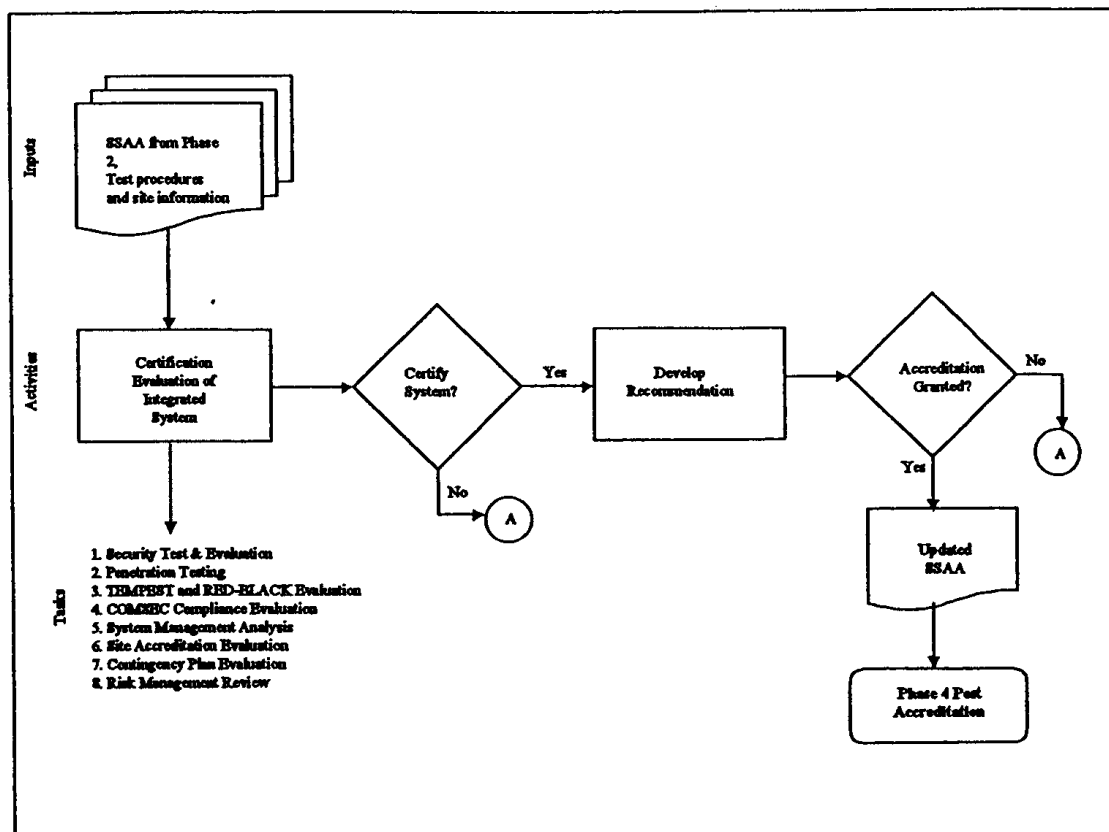 Inputs
SSAA from Phase
2,
Test procedures
and site information
Activities
Certification
Evaluation of
Integrated
System
Certify
System?
Yes
No
A
Develop
Recommendation
Accreditation
Granted?
No
A
Yes
Updated
SSAA
Phase 4 Post
Accreditation
Tasks
1. Security Test & Evaluation
2. Penetration Testing
3. TEMPEST and RED-BLACK Evaluation
4. COMSEC Compliance Evaluation
5. System Management Analysis
6. Site Accreditation Evaluation
7. Contingency Plan Evaluation
8. Risk Management Review